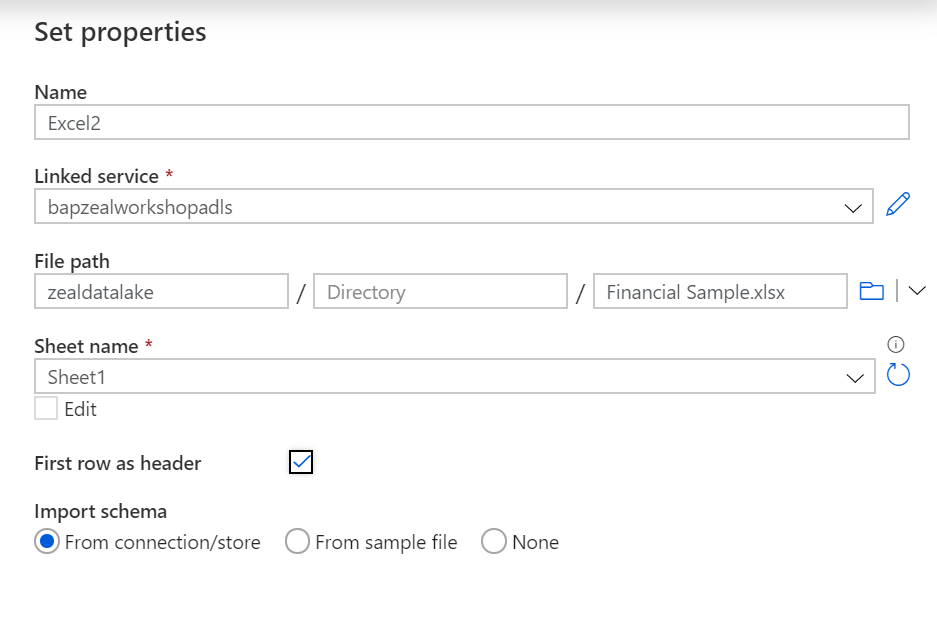 Set properties
Name
Excel2
Linked service *
bapzealworkshopadls
File path
zealdatalake / Directory / Financial Sample.xlsx
Sheet name *
Sheet1
Edit
First row as header
Import schema
From connection/store From sample file None